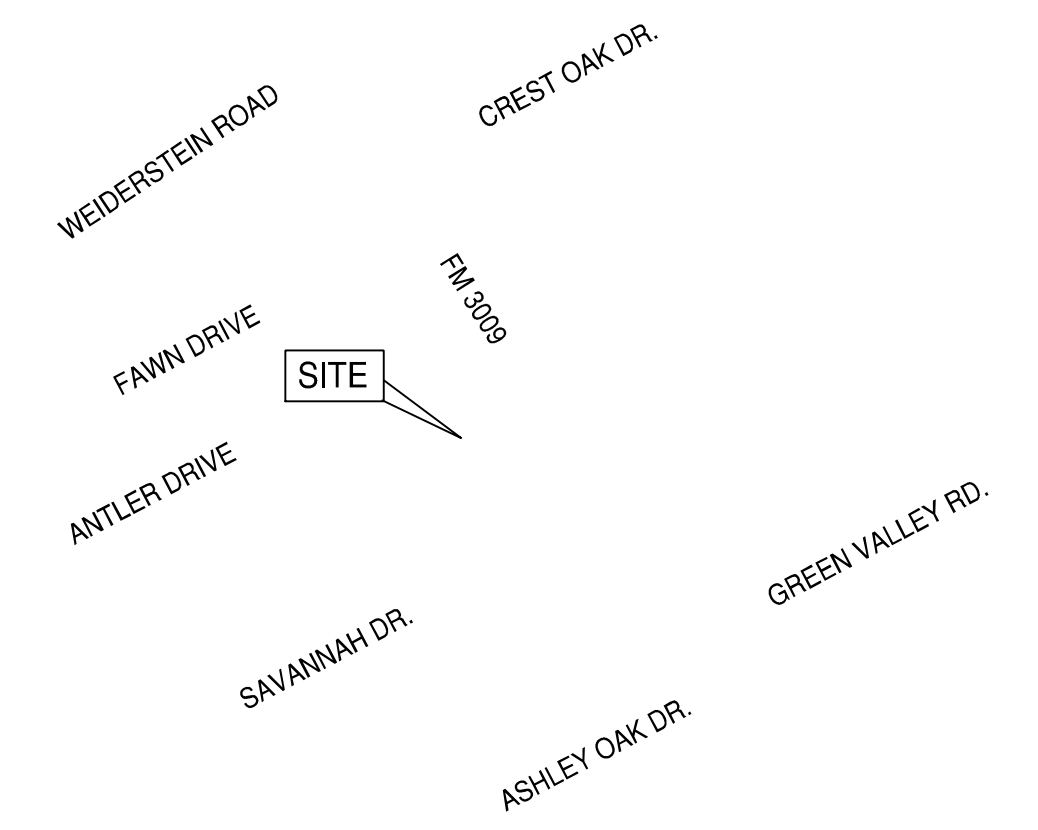 CREST OAK DR.
WEIDERSTEIN ROAD
FM 3009
FAWN DRIVE
SITE
ANTLER DRIVE
GREEN VALLEY RD.
SAVANNAH DR.
ASHLEY OAK DR.